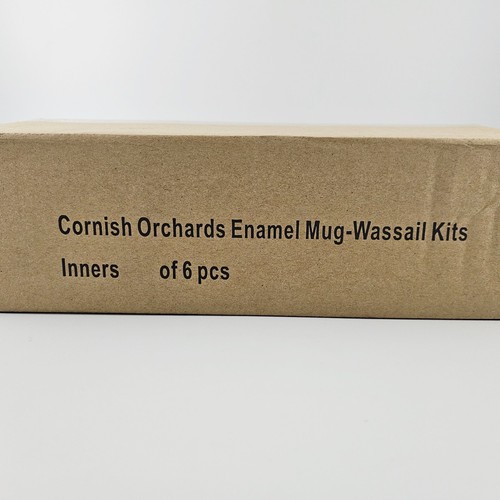 Cornish Orchards Enamel Mug-Wassail Kits
Inners of 6 pcs